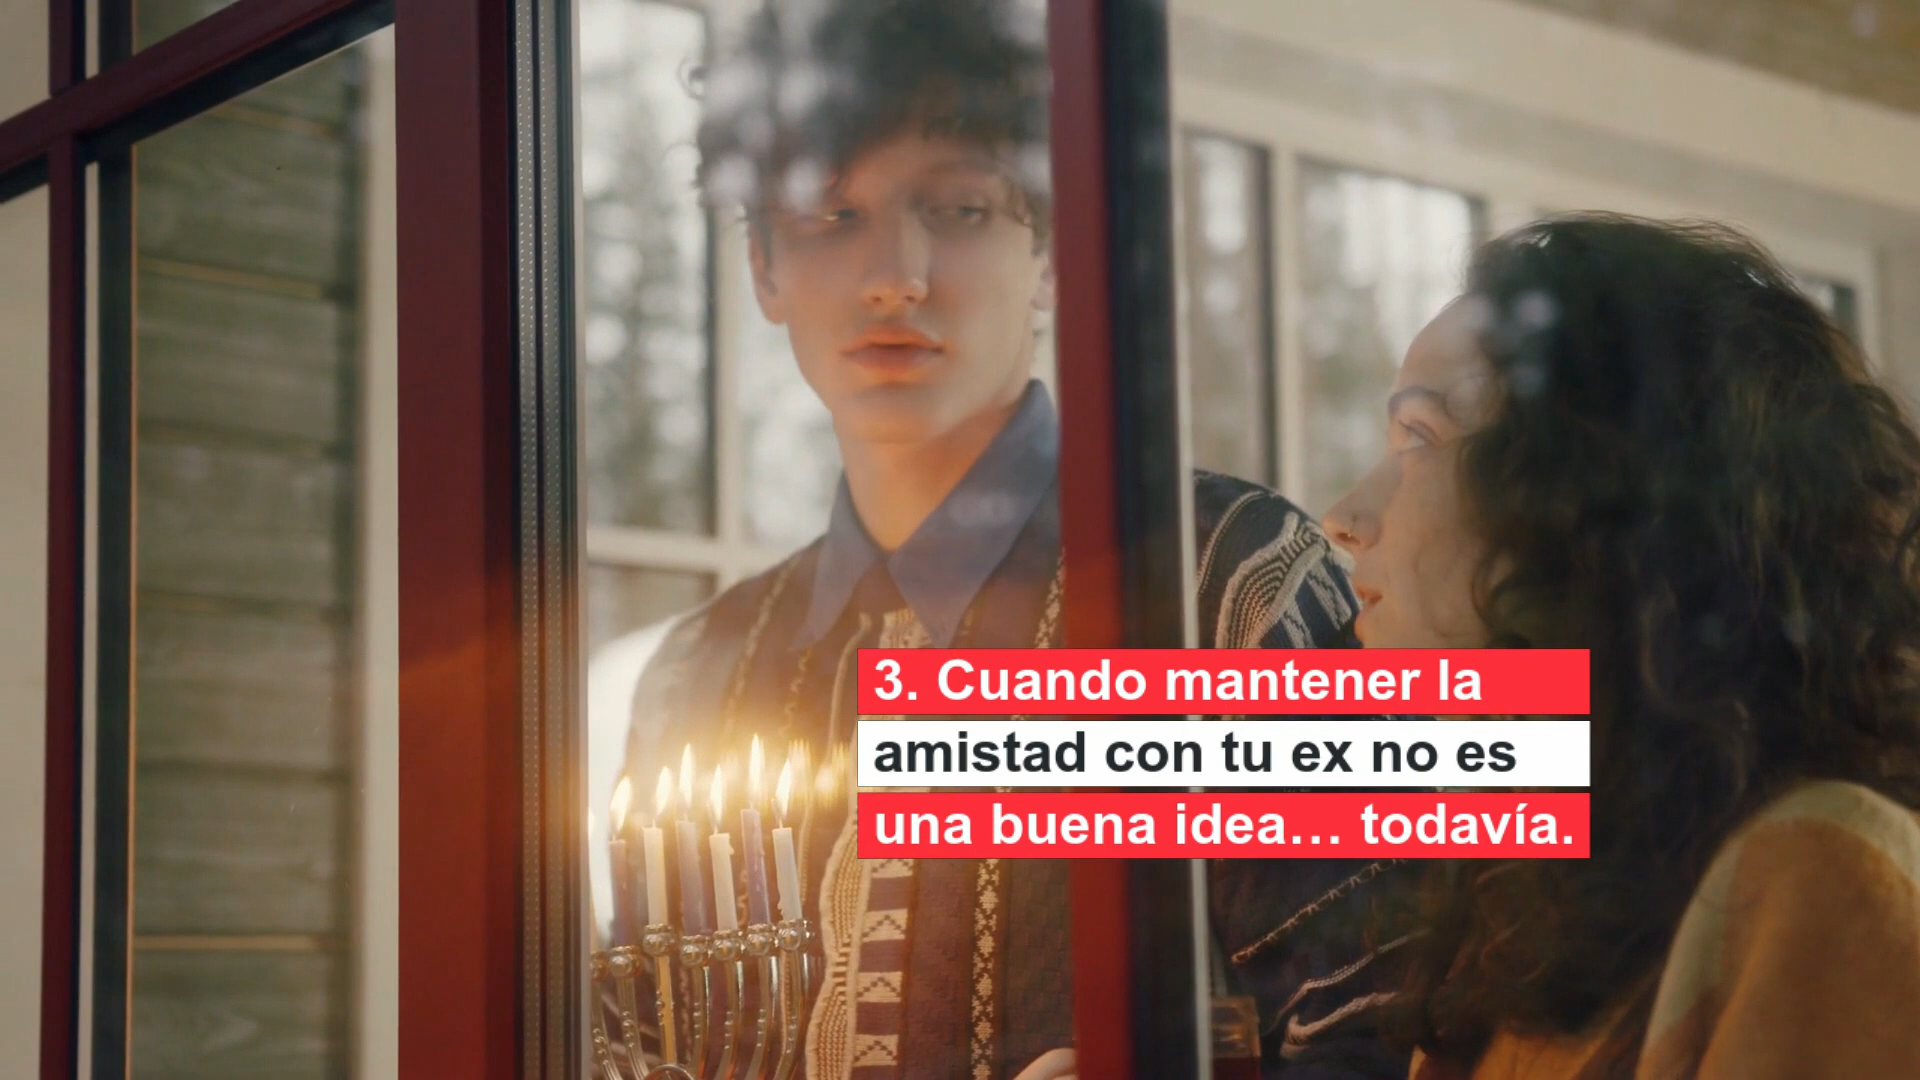 3. Cuando mantener la
amistad con tu ex no es
una buena idea... todavía.